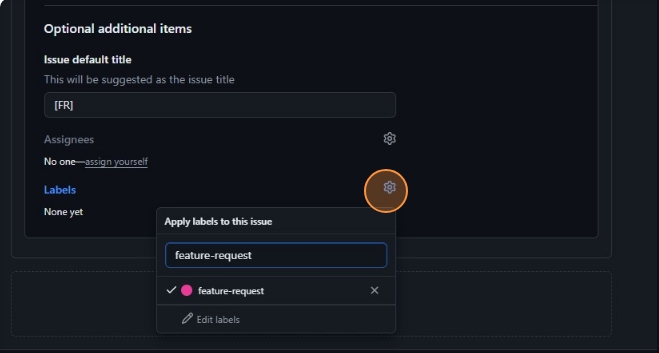 Optional additional items
Issue default title
This will be suggested as the issue title
[FR]
Assignees
No one—assign yourself
Labels
None yet
Apply labels to this issue
feature-request
feature-request
Edit labels